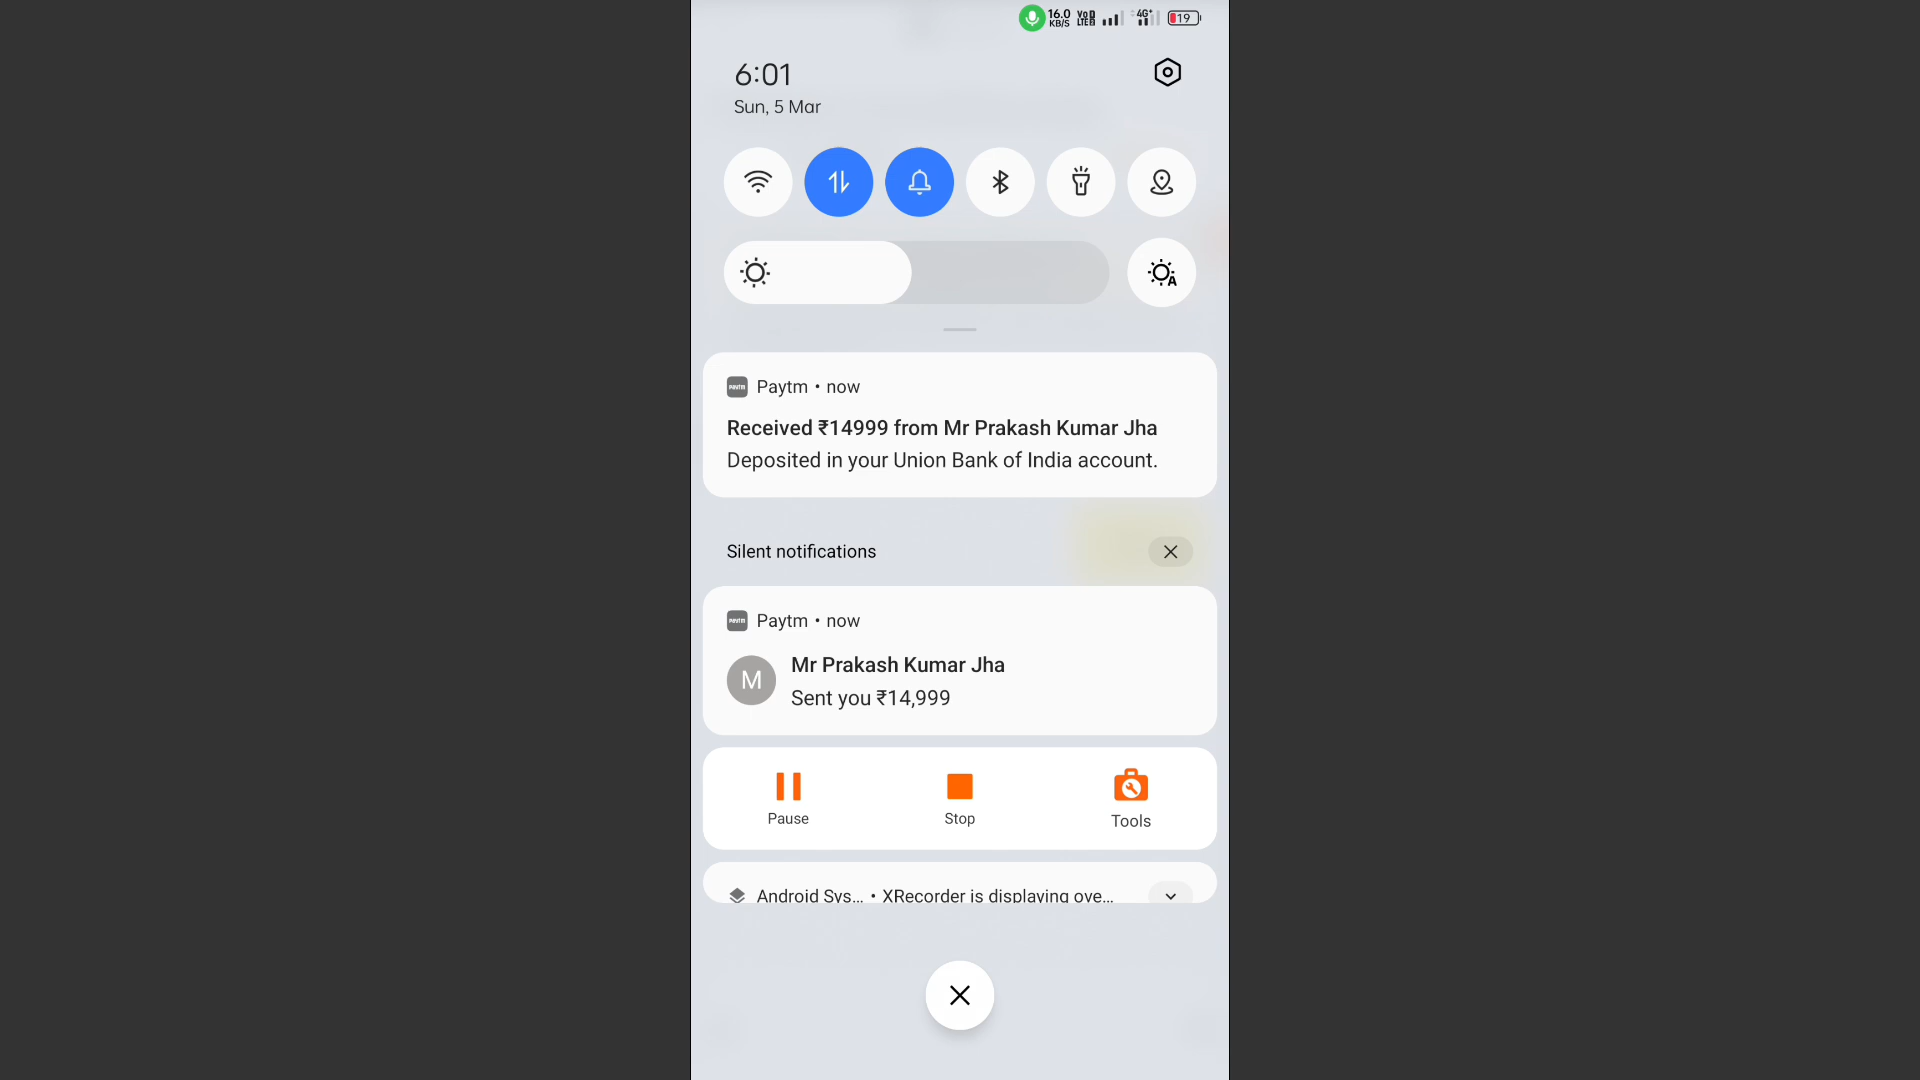 16.0
KB/S
Vo
LTE
4G+
19
6:01
Sun, 5 Mar
A
Paytm • now
Received ₹14999 from Mr Prakash Kumar Jha
Deposited in your Union Bank of India account.
Silent notifications
Paytm • now
M
Mr Prakash Kumar Jha
Sent you ₹14,999
Pause
Stop
Tools
Android Sys... • XRecorder is displaying ove...